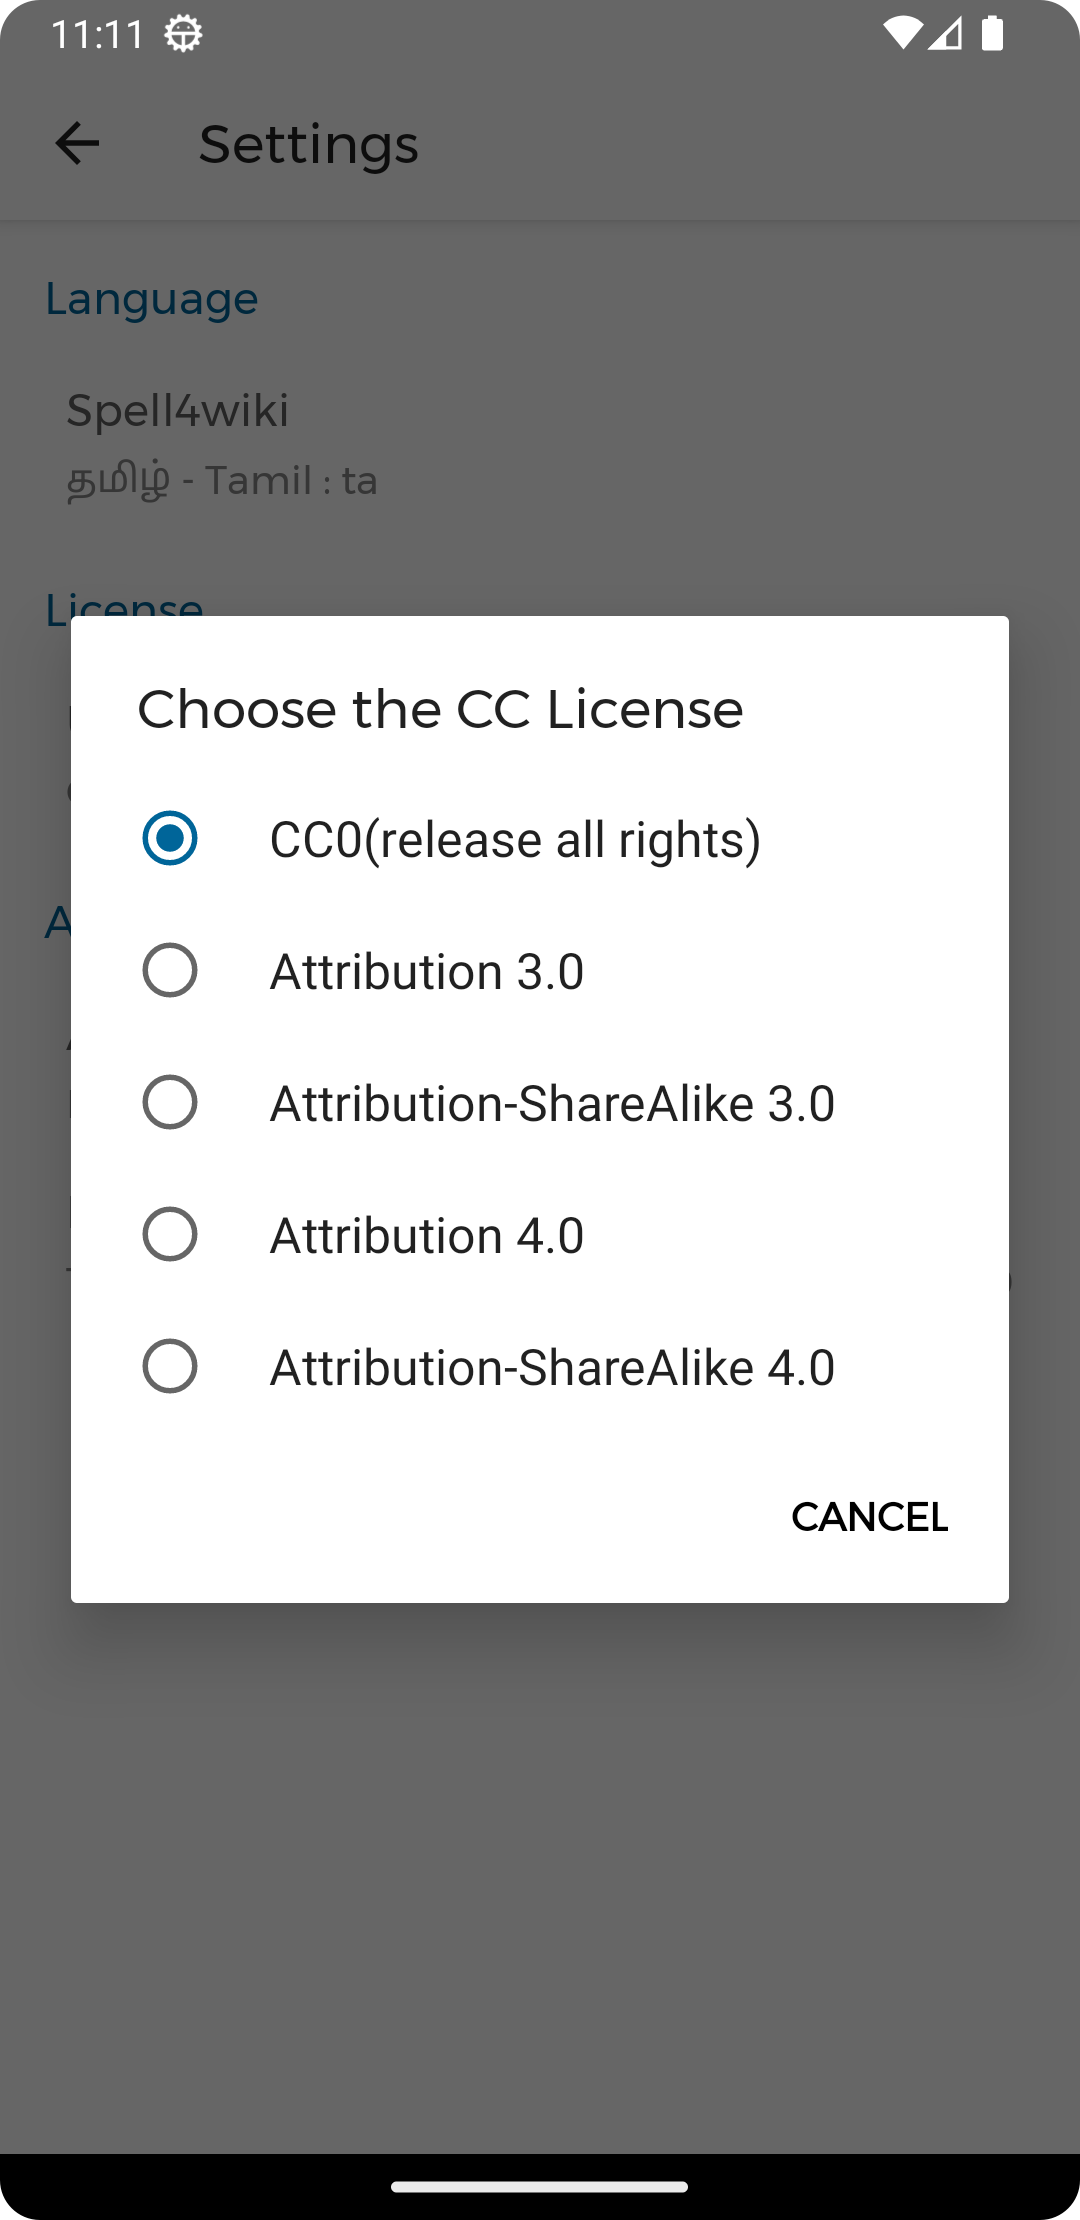 11:11
Settings
Language
Spell4wiki
தமிழ் - Tamil : ta
License
Choose the CC License
CC0(release all rights)
Attribution 3.0
Attribution-ShareAlike 3.0
Attribution 4.0
Attribution-ShareAlike 4.0
CANCEL